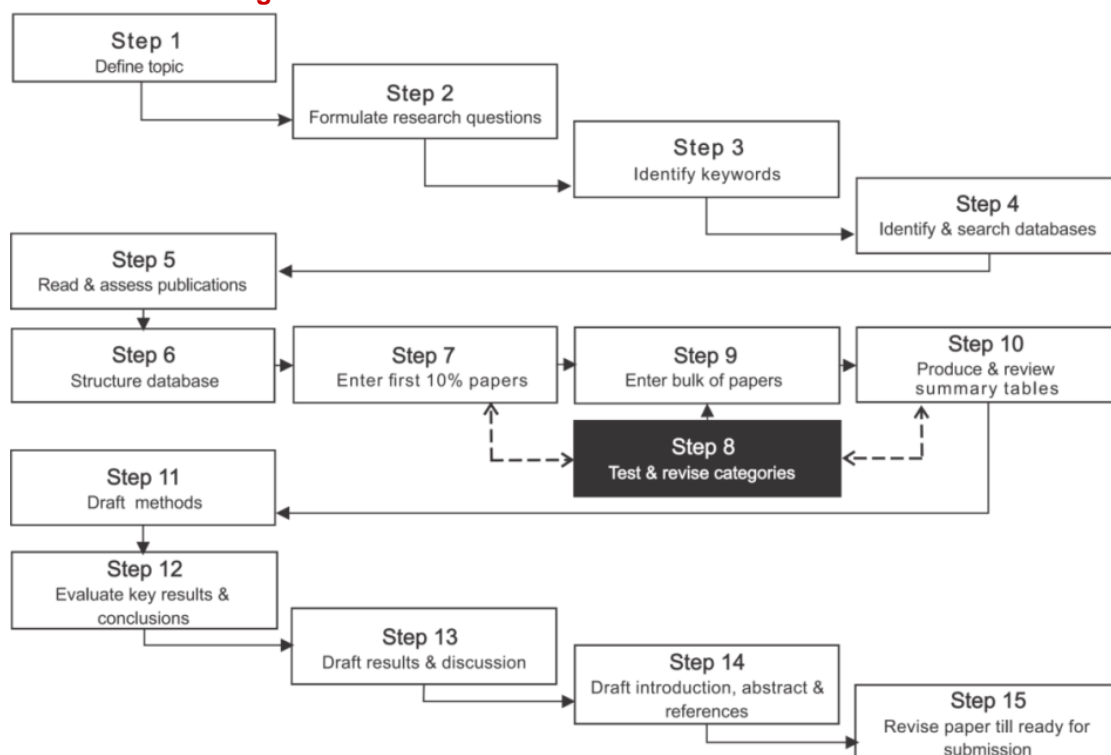 Step 1
Define topic
Step 2
Formulate research questions
Step 3
Identify keywords
Step 4
Identify & search databases
Step 5
Read & assess publications
Step 6
Structure database
Step 7
Enter first 10% papers
Step 9
Enter bulk of papers
Step 10
Produce & review
summary tables
Step 8
Test & revise categories
Step 11
Draft methods
Step 12
Evaluate key results &
conclusions
Step 13
Draft results & discussion
Step 14
Draft introduction, abstract &
references
Step 15
Revise paper till ready for
submission